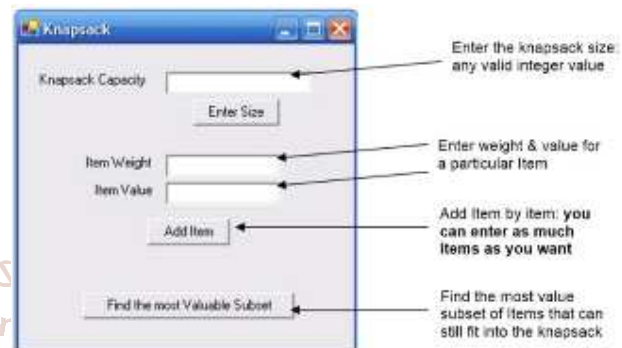 Knapsack
Knapsack Capacity
Enter Size
Item Weight
Item Value
Add Item
Find the most Valuable Subset
Enter the knapsack size:
any valid integer value
Enter weight & value for
a particular Item
Add Item by item: you
can enter as much
Items as you want
Find the most value
subset of Items that can
still fit into the knapsack